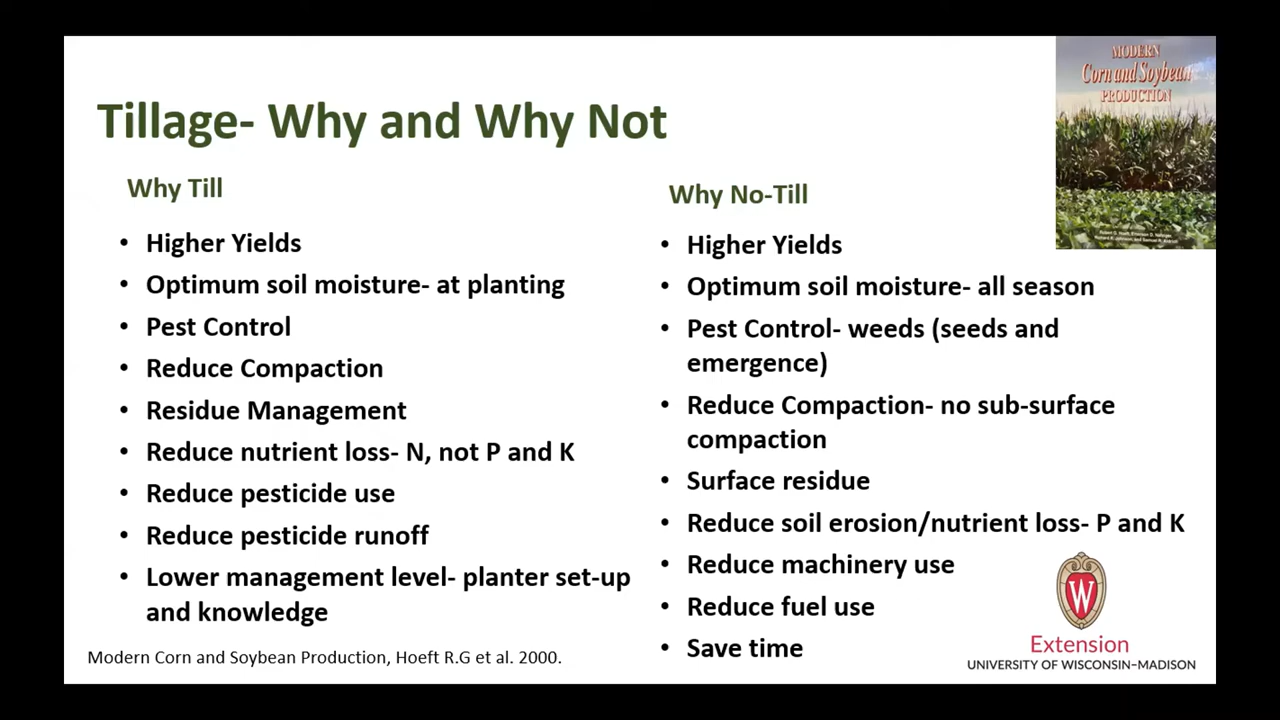 MODERN
Corn and Soybean
PRODUCTION
Tillage- Why and Why Not
Why Till
• Higher Yields
• Optimum soil moisture- at planting
• Pest Control
• Reduce Compaction
• Residue Management
• Reduce nutrient loss- N, not P and K
• Reduce pesticide use
• Reduce pesticide runoff
• Lower management level- planter set-up
and knowledge
Modern Corn and Soybean Production, Hoeft R.G et al. 2000.
Why No-Till
• Higher Yields
• Optimum soil moisture- all season
• Pest Control- weeds (seeds and
emergence)
• Reduce Compaction- no sub-surface
compaction
• Surface residue
• Reduce soil erosion/nutrient loss- P and K
• Reduce machinery use
• Reduce fuel use
• Save time
W
Extension
UNIVERSITY OF WISCONSIN–MADISON